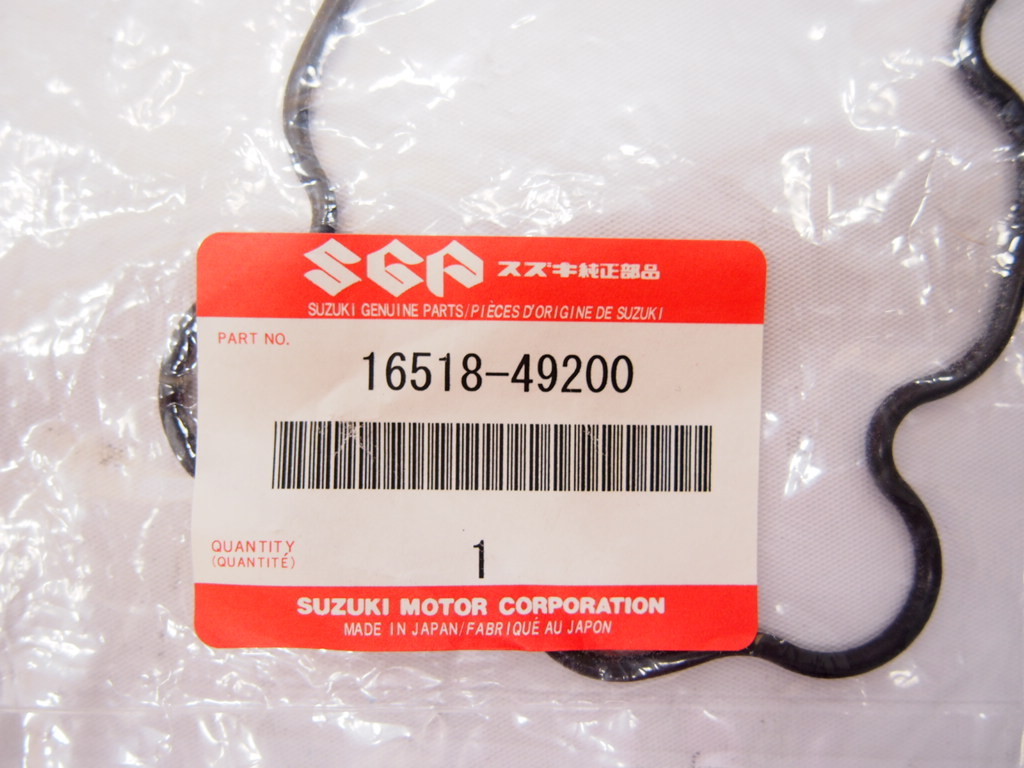 SGP スズキ純正部品
SUZUKI GENUINE PARTS/PIÈCES D'ORIGINE DE SUZUKI
PART NO.
16518-49200
QUANTITY
(QUANTITÉ)
1
SUZUKI MOTOR CORPORATION
MADE IN JAPAN/FABRIQUÉ AU JAPON